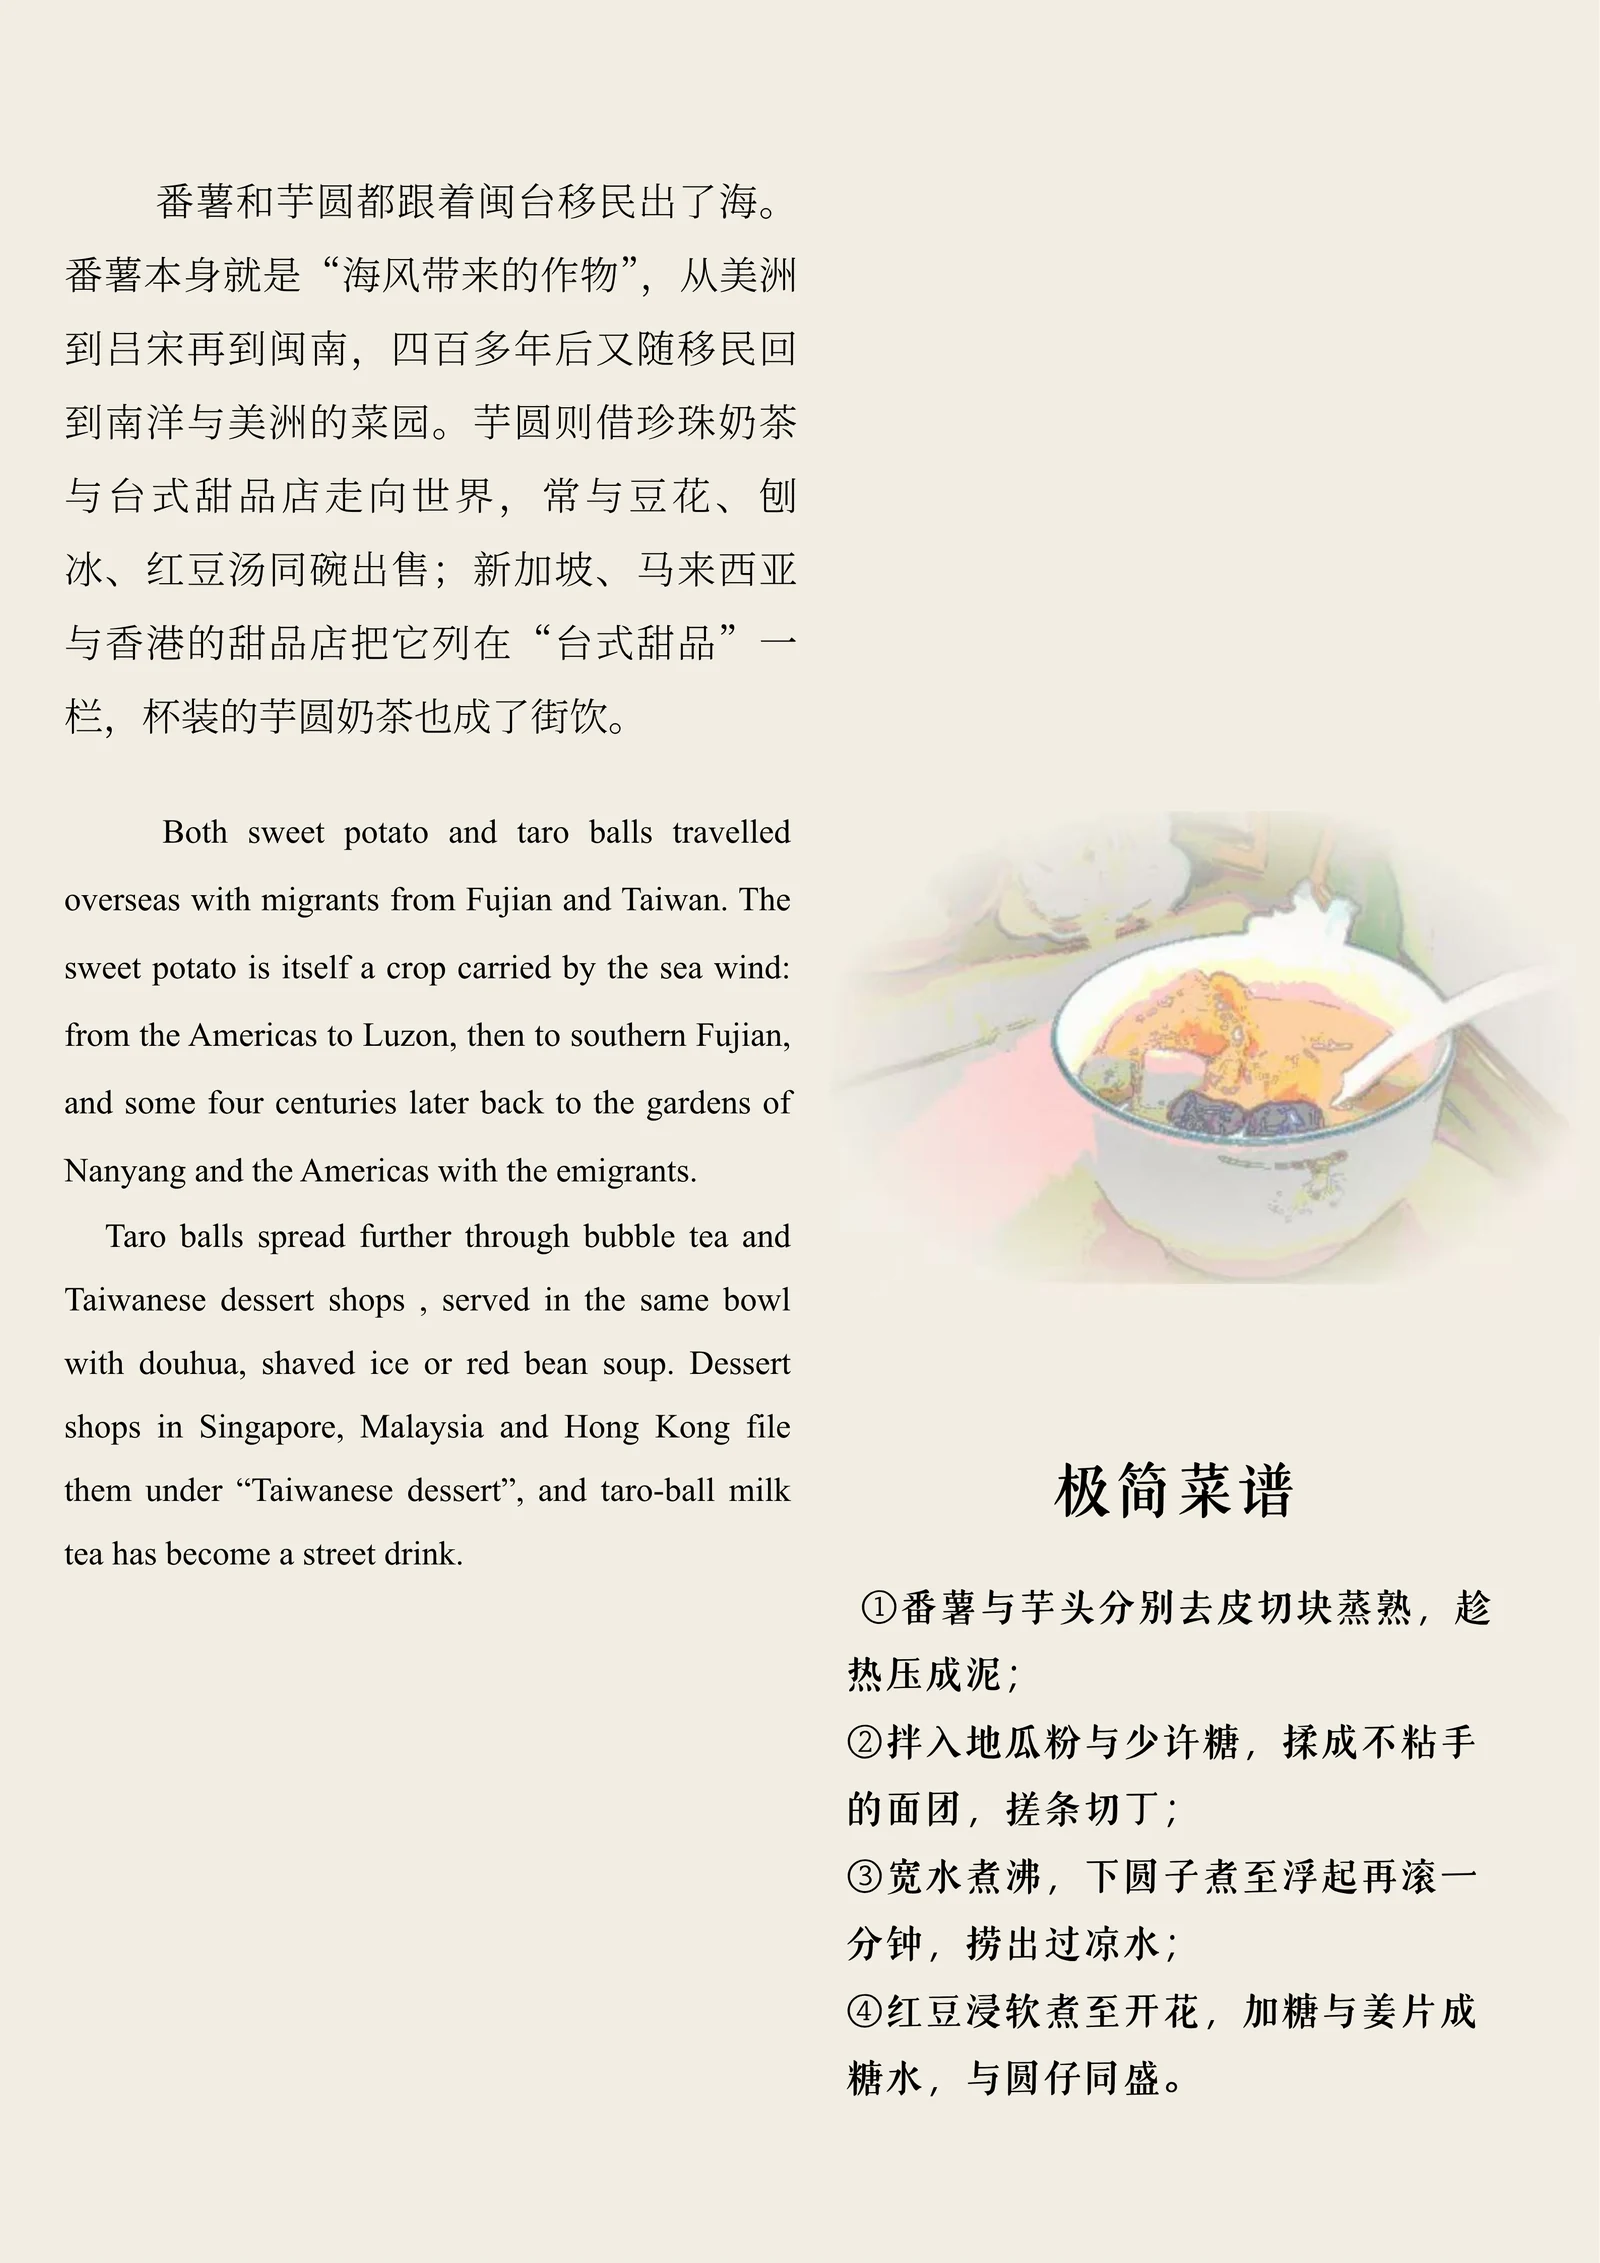 番薯和芋圆都跟着闽台移民出了海。
番薯本身就是“海风带来的作物”，从美洲
到吕宋再到闽南，四百多年后又随移民回
到南洋与美洲的菜园。芋圆则借珍珠奶茶
与台式甜品店走向世界，常与豆花、刨
冰、红豆汤同碗出售；新加坡、马来西亚
与香港的甜品店把它列在“台式甜品”一
栏，杯装的芋圆奶茶也成了街饮。
Both sweet potato and taro balls travelled
overseas with migrants from Fujian and Taiwan. The
sweet potato is itself a crop carried by the sea wind:
from the Americas to Luzon, then to southern Fujian,
and some four centuries later back to the gardens of
Nanyang and the Americas with the emigrants.
Taro balls spread further through bubble tea and
Taiwanese dessert shops , served in the same bowl
with douhua, shaved ice or red bean soup. Dessert
shops in Singapore, Malaysia and Hong Kong file
them under “Taiwanese dessert”, and taro-ball milk
tea has become a street drink.
极简菜谱
①番薯与芋头分别去皮切块蒸熟，趁
热压成泥；
②拌入地瓜粉与少许糖，揉成不粘手
的面团，搓条切丁；
③宽水煮沸，下圆子煮至浮起再滚一
分钟，捞出过凉水；
④红豆浸软煮至开花，加糖与姜片成
糖水，与圆仔同盛。